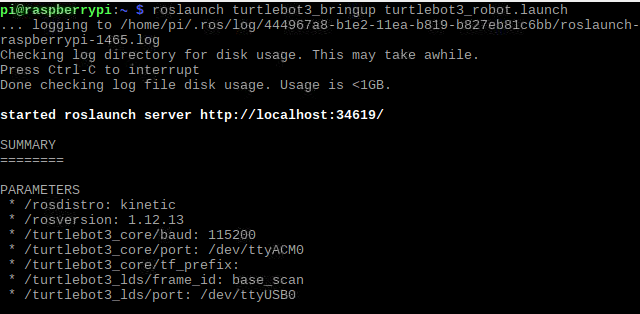 pi@raspberrypi:~ $ roslaunch turtlebot3_bringup turtlebot3_robot.launch
... logging to /home/pi/.ros/log/444967a8-b1e2-11ea-b819-b827eb81c6bb/roslaunch-
raspberrypi-1465.log
Checking log directory for disk usage. This may take awhile.
Press Ctrl-C to interrupt
Done checking log file disk usage. Usage is <1GB.
started roslaunch server http://localhost:34619/
SUMMARY
========
PARAMETERS
* /rosdistro: kinetic
* /rosversion: 1.12.13
* /turtlebot3_core/baud: 115200
* /turtlebot3_core/port: /dev/ttyACM0
* /turtlebot3_core/tf_prefix:
* /turtlebot3_lds/frame_id: base_scan
* /turtlebot3_lds/port: /dev/ttyUSB0